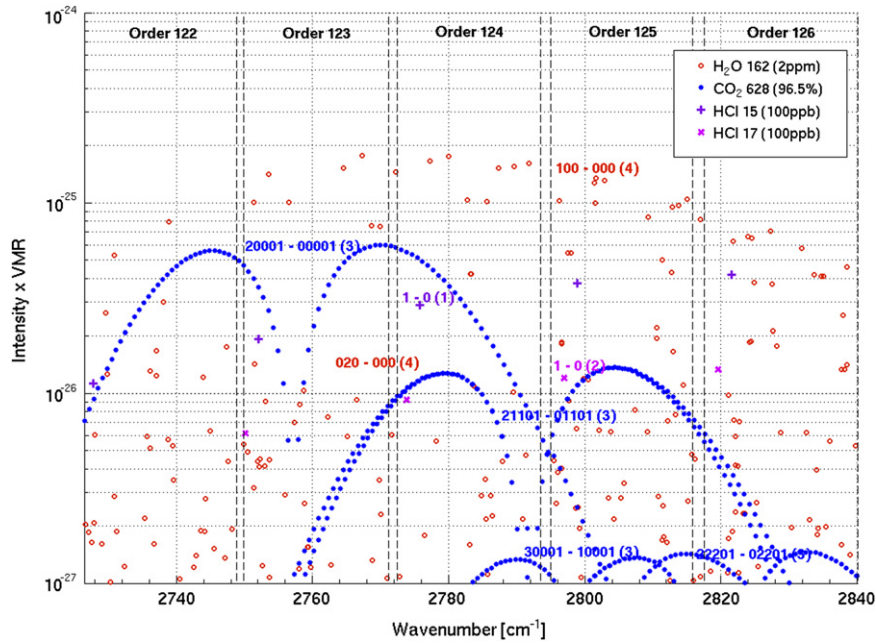 10-24
Order 122 Order 123 Order 124 Order 125 Order 126
H2O 162 (2ppm)
CO2 628 (96.5%)
HCl 15 (100ppb)
HCl 17 (100ppb)
100 - 000 (4)
10-25
20001 - 00001 (3)
1 - 0 (1)
020 - 000 (4)
1 - 0 (2)
10-26
21101 - 01101 (3)
30001 - 10001 (3)
22201 - 02201 (3)
10-27
2740 2760 2780 2800 2820 2840
Wavenumber [cm-1]
Intensity x VMR